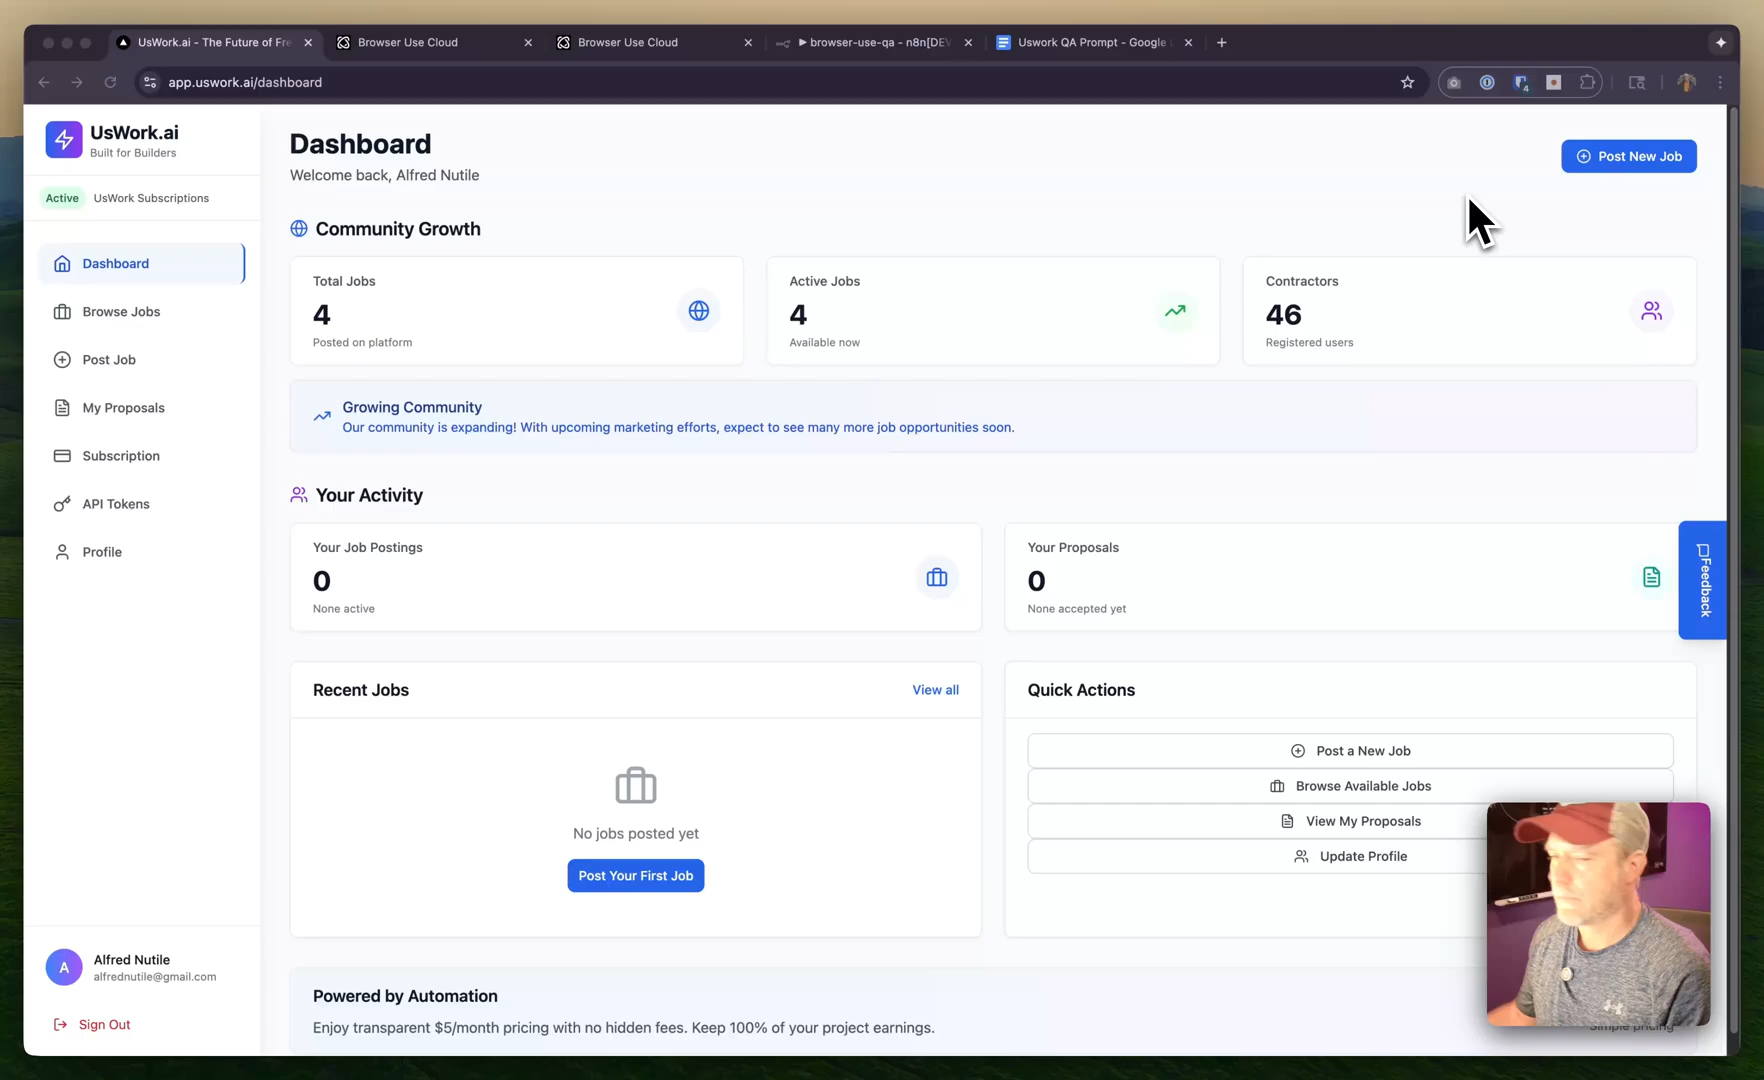 UsWork.ai - The Future of Fre
Browser Use Cloud
Browser Use Cloud
browser-use-qa - n8n[DEV
Uswork QA Prompt - Google
app.uswork.ai/dashboard
UsWork.ai
Built for Builders
Active UsWork Subscriptions
Dashboard
Browse Jobs
Post Job
My Proposals
Subscription
API Tokens
Profile
A
Alfred Nutile
alfrednutile@gmail.com
Sign Out
Dashboard
Welcome back, Alfred Nutile
Post New Job
Community Growth
Total Jobs
4
Posted on platform
Active Jobs
4
Available now
Contractors
46
Registered users
Growing Community
Our community is expanding! With upcoming marketing efforts, expect to see many more job opportunities soon.
Your Activity
Your Job Postings
0
None active
Your Proposals
0
None accepted yet
Feedback
Recent Jobs
View all
No jobs posted yet
Post Your First Job
Quick Actions
Post a New Job
Browse Available Jobs
View My Proposals
Update Profile
Powered by Automation
Enjoy transparent $5/month pricing with no hidden fees. Keep 100% of your project earnings.
Simple pricing